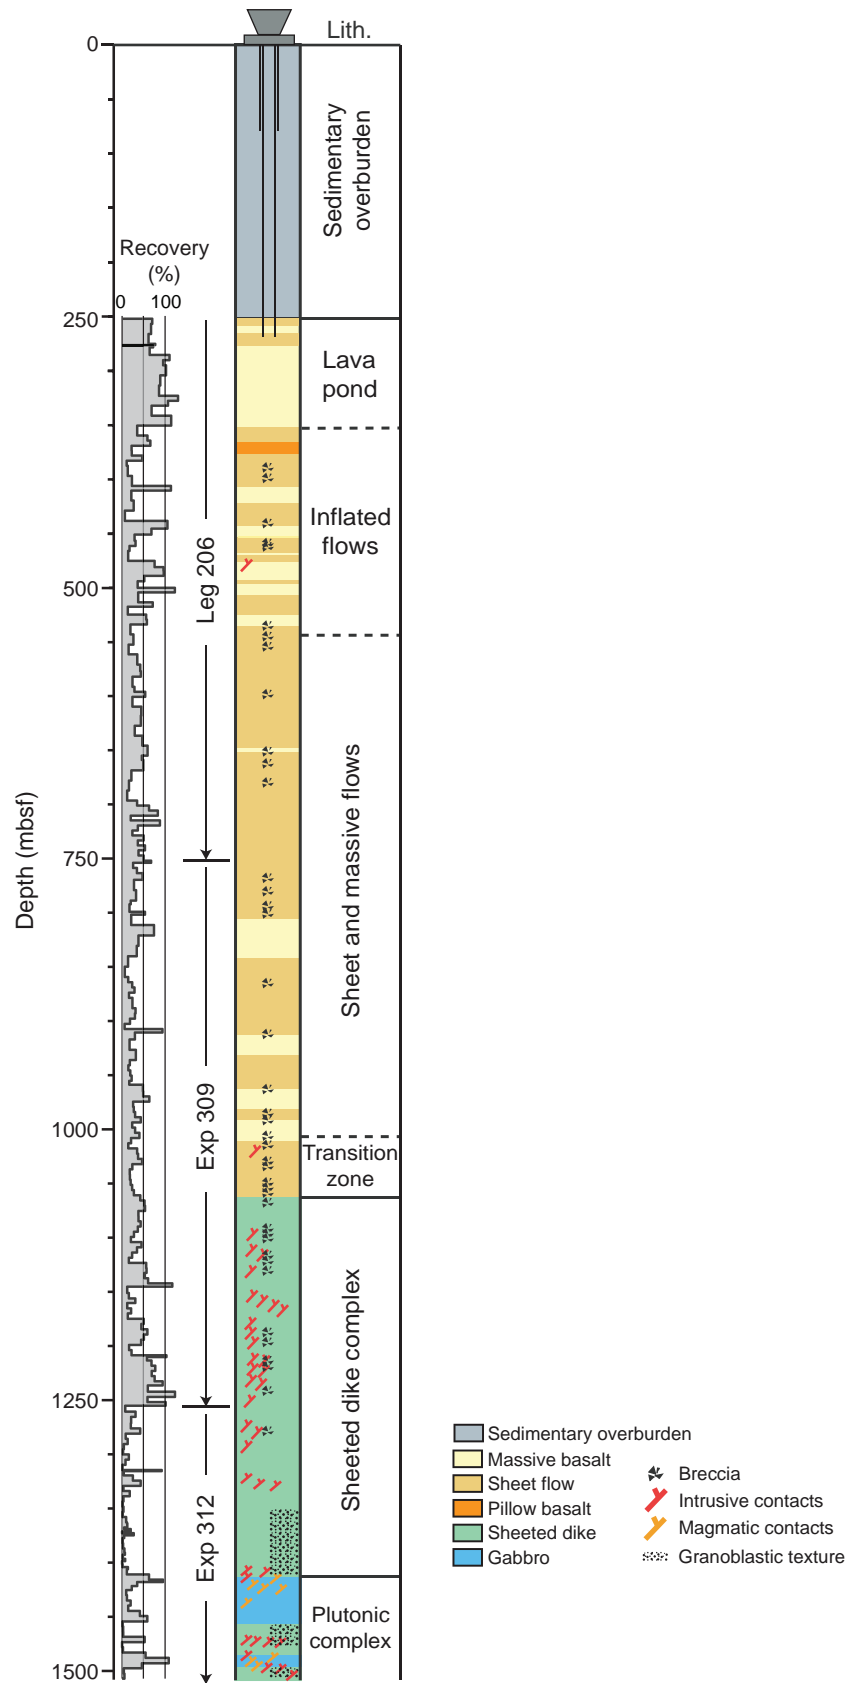 Lith.
0
Sedimentary
overburden
Recovery
(%)
0 100
250
Lava
pond
Inflated
flows
Leg 206
500
Sheet and massive flows
750
Depth (mbsf)
Exp 309
1000
Transition
zone
Sheeted dike complex
1250
Exp 312
Plutonic
complex
1500
Sedimentary overburden
Massive basalt
Sheet flow
Pillow basalt
Sheeted dike
Gabbro
Breccia
Intrusive contacts
Magmatic contacts
Granoblastic texture